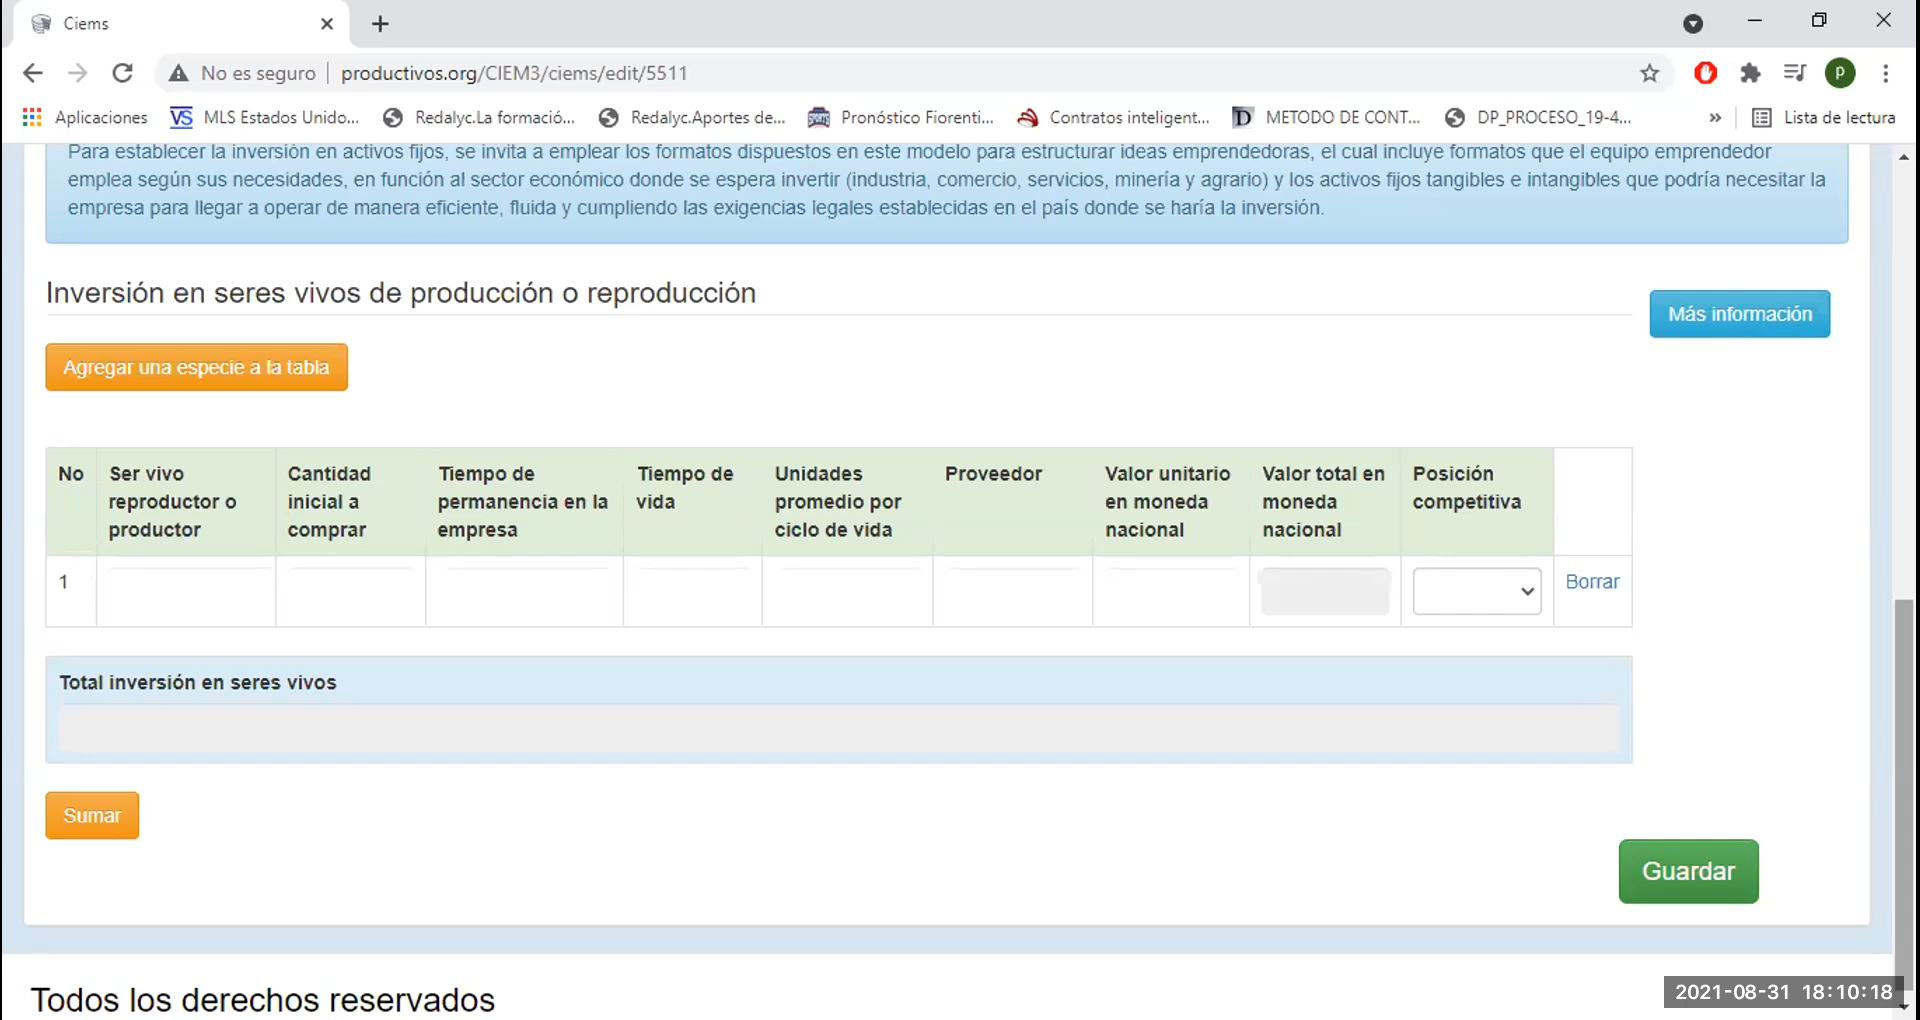 Ciems
No es seguro productivos.org/CIEM3/ciems/edit/5511 P
Aplicaciones VS MLS Estados Unido... Redalyc.La formació... Redalyc.Aportes de... Pronóstico Fiorenti... Contratos inteligent... D METODO DE CONT... DP_PROCESO_19-4... » Lista de lectura
Para establecer la inversión en activos fijos, se invita a emplear los formatos dispuestos en este modelo para estructurar ideas emprendedoras, el cual incluye formatos que el equipo emprendedor
emplea según sus necesidades, en función al sector económico donde se espera invertir (industria, comercio, servicios, minería y agrario) y los activos fijos tangibles e intangibles que podría necesitar la
empresa para llegar a operar de manera eficiente, fluida y cumpliendo las exigencias legales establecidas en el país donde se haría la inversión.
Inversión en seres vivos de producción o reproducción
Más información
Agregar una especie a la tabla
No Ser vivo Cantidad Tiempo de Tiempo de Unidades Proveedor Valor unitario Valor total en Posición
reproductor o inicial a permanencia en la vida promedio por en moneda moneda competitiva
productor comprar empresa ciclo de vida nacional nacional
1 Borrar
Total inversión en seres vivos
Sumar
Guardar
Todos los derechos reservados
2021-08-31 18:10:18